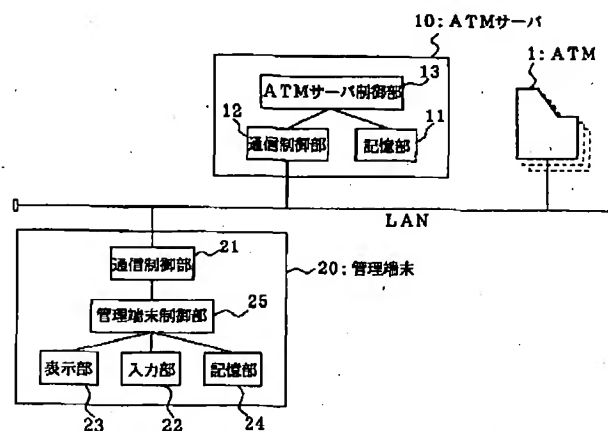 10:ATMサーバ
1:ATM
13
ATMサーバ制御部
12
11
通信制御部
記憶部
LAN
21
通信制御部
20:管理端末
25
管理端末制御部
表示部
入力部
記憶部
23
22
24